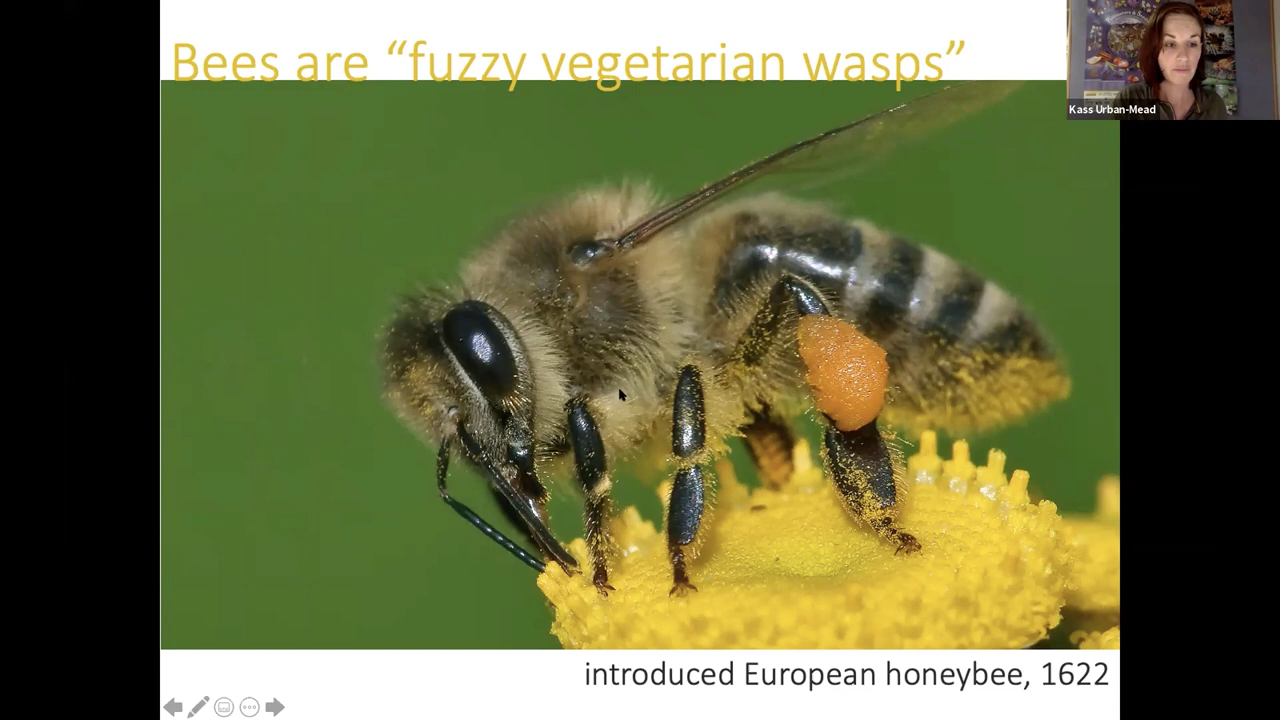 Bees are “fuzzy vegetarian wasps”
Kass Urban-Mead
introduced European honeybee, 1622